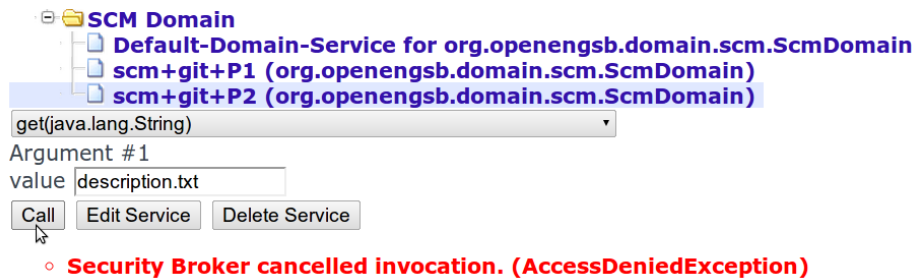 SCM Domain
Default-Domain-Service for org.openengsb.domain.scm.ScmDomain
scm+git+P1 (org.openengsb.domain.scm.ScmDomain)
scm+git+P2 (org.openengsb.domain.scm.ScmDomain)
get(java.lang.String)
Argument #1
value description.txt
Call Edit Service Delete Service
Security Broker cancelled invocation. (AccessDeniedException)